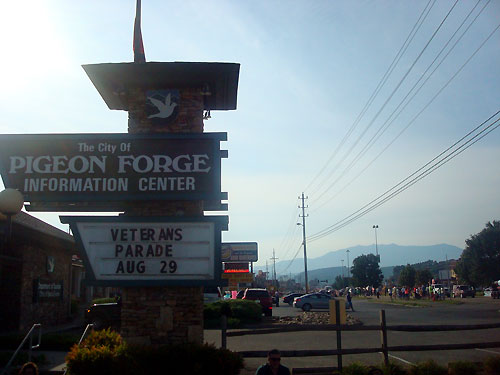 The City Of
PIGEON FORGE
INFORMATION CENTER
VETERANS
PARADE
AUG 29